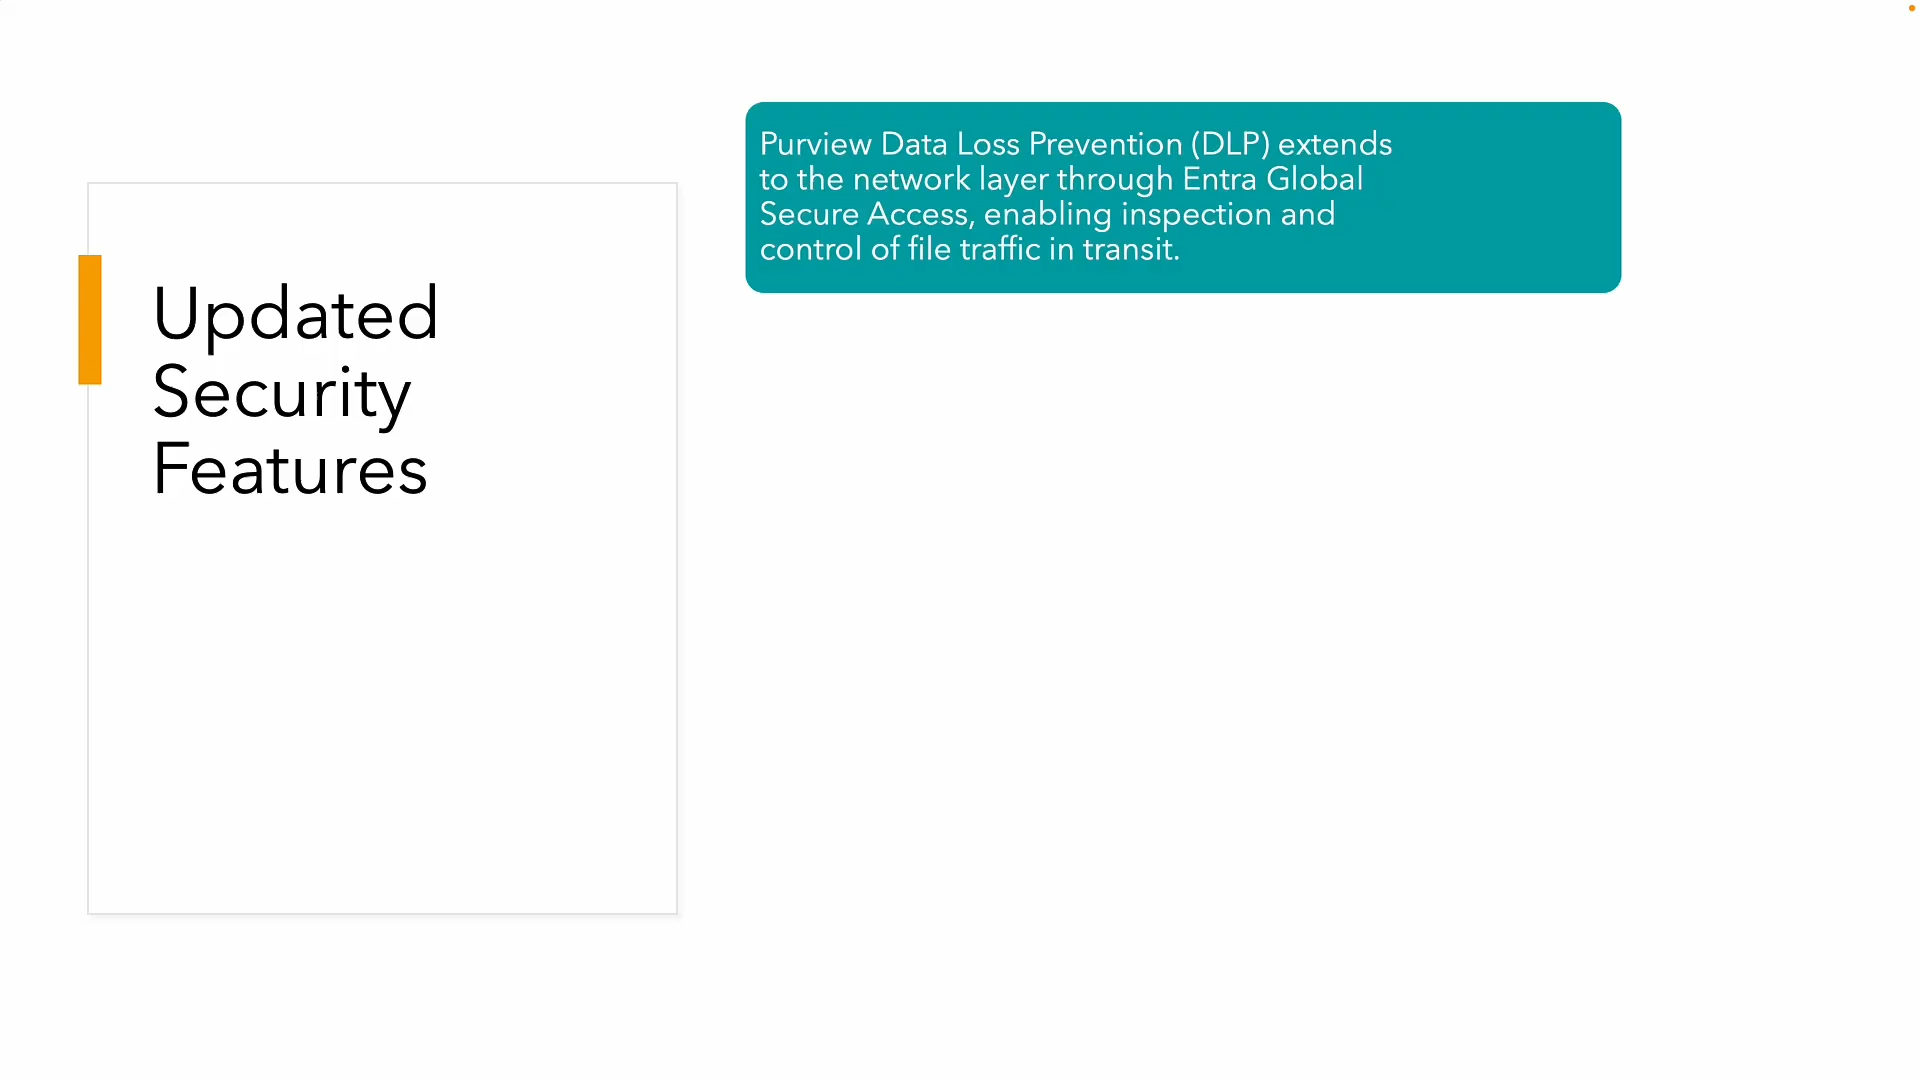 Updated
Security
Features
Purview Data Loss Prevention (DLP) extends
to the network layer through Entra Global
Secure Access, enabling inspection and
control of file traffic in transit.